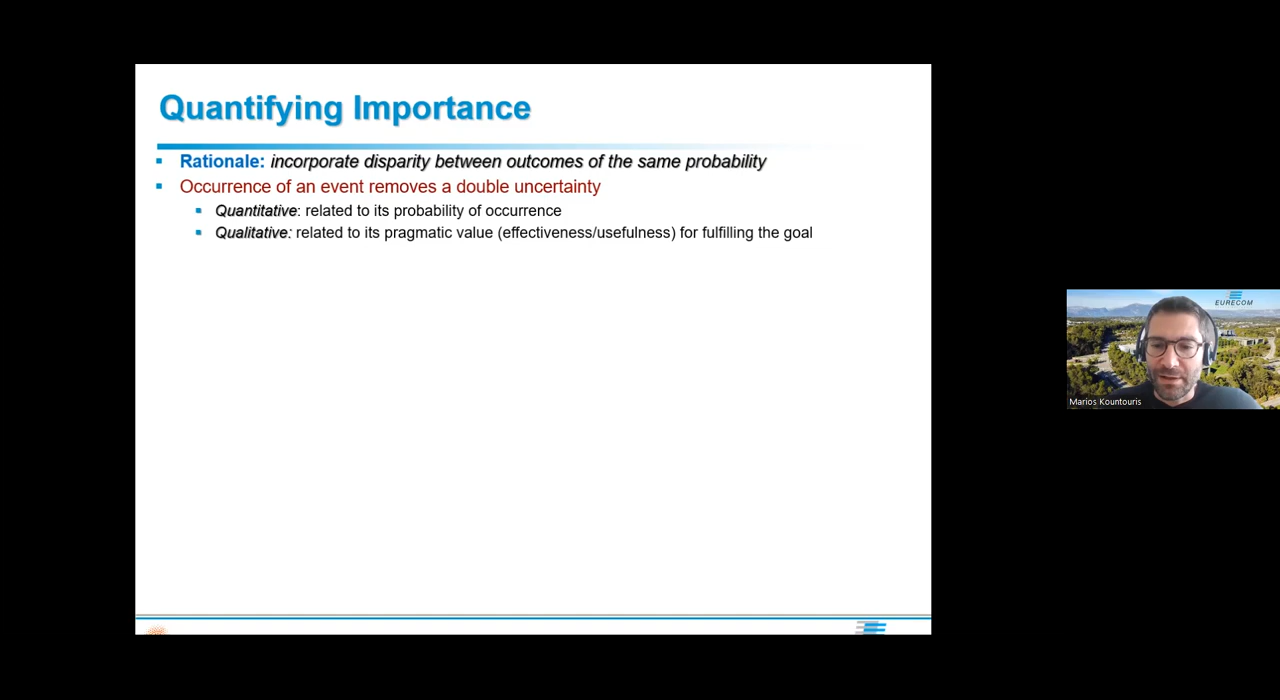 Quantifying Importance
Rationale: incorporate disparity between outcomes of the same probability
Occurrence of an event removes a double uncertainty
Quantitative: related to its probability of occurrence
Qualitative: related to its pragmatic value (effectiveness/usefulness) for fulfilling the goal
EURECOM
Marios Kountouris